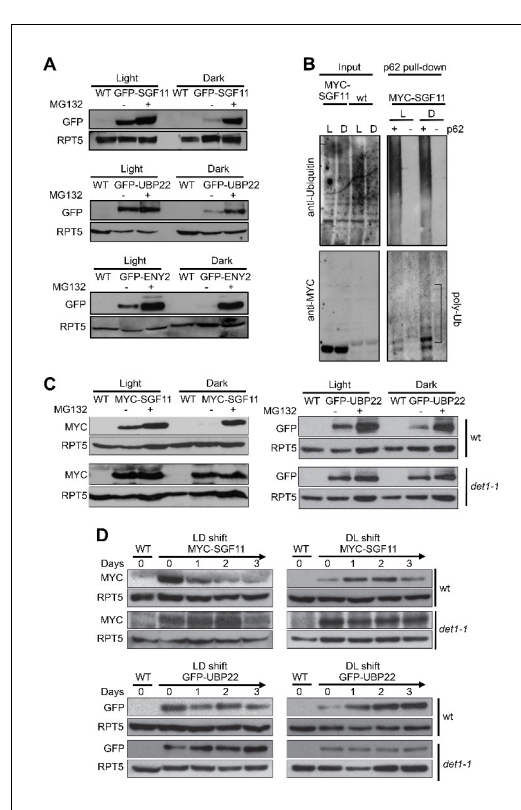 A
Light Dark
WT GFP-SGF11 WT GFP-SGF11
MG132 - + - +
GFP
RPT5
Light Dark
WT GFP-UBP22 WT GFP-UBP22
MG132 - + - +
GFP
RPT5
Light Dark
WT GFP-ENY2 WT GFP-ENY2
MG132 - + - +
GFP
RPT5
B
Input p62 pull-down
MYC-
SGF11 wt MYC-SGF11
L D L D L D
+ - + - p62
anti-Ubiquitin
anti-MYC
poly-Ub
C
Light Dark
WT MYC-SGF11 WT MYC-SGF11
MG132 - + - +
MYC
RPT5
MYC
RPT5
Light Dark
WT GFP-UBP22 WT GFP-UBP22
MG132 - + - +
GFP
RPT5
wt
GFP
RPT5
det1-1
D
WT LD shift
MYC-SGF11
Days 0 0 1 2 3
MYC
RPT5
MYC
RPT5
WT DL shift
MYC-SGF11
0 0 1 2 3
wt
det1-1
WT LD shift
GFP-UBP22
Days 0 0 1 2 3
GFP
RPT5
GFP
RPT5
WT DL shift
GFP-UBP22
0 0 1 2 3
wt
det1-1